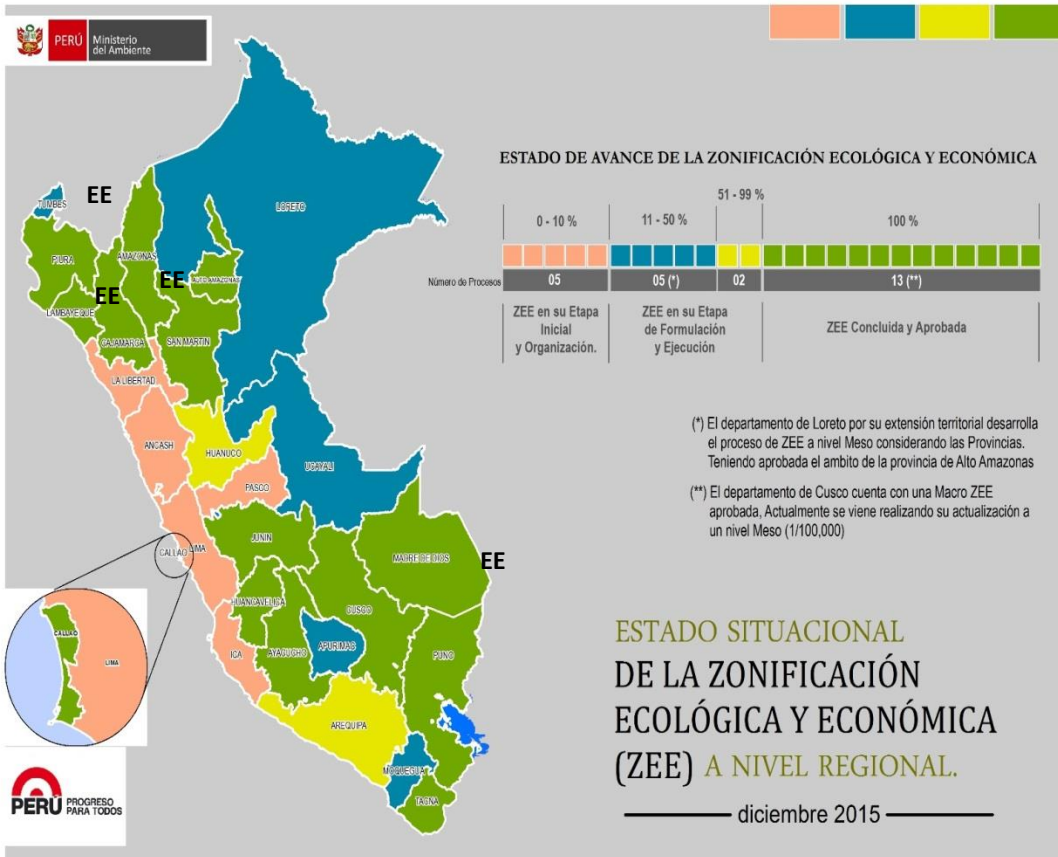 PERÚ
Ministerio
del Ambiente
ESTADO DE AVANCE DE LA ZONIFICACIÓN ECOLÓGICA Y ECONÓMICA
0 - 10 %
11 - 50 %
51 - 99 %
100 %
Número de Procesos
05
05 (*)
02
13 (**)
ZEE en su Etapa
Inicial
y Organización.
ZEE en su Etapa
de Formulación
y Ejecución
ZEE Concluida y Aprobada
(*) El departamento de Loreto por su extensión territorial desarrolla
el proceso de ZEE a nivel Meso considerando las Provincias.
Teniendo aprobada el ambito de la provincia de Alto Amazonas
(**) El departamento de Cusco cuenta con una Macro ZEE
aprobada, Actualmente se viene realizando su actualización a
un nivel Meso (1/100,000)
EE
TUMBES
LORETO
PIURA
AMAZONAS
EE
EE
LAMBAYEQUE
CAJAMARCA
SAN MARTIN
LA LIBERTAD
ANCASH
HUANUCO
UCAYALI
PASCO
JUNIN
CALLAO
LIMA
MADRE DE DIOS
EE
HUANCAVELICA
CUSCO
ICA
AYACUCHO
APURIMAC
PUNO
AREQUIPA
MOQUEGUA
TACNA
CALLAO
LIMA
ESTADO SITUACIONAL
DE LA ZONIFICACIÓN
ECOLÓGICA Y ECONÓMICA
(ZEE) A NIVEL REGIONAL.
diciembre 2015
PERÚ
PROGRESO
PARA TODOS